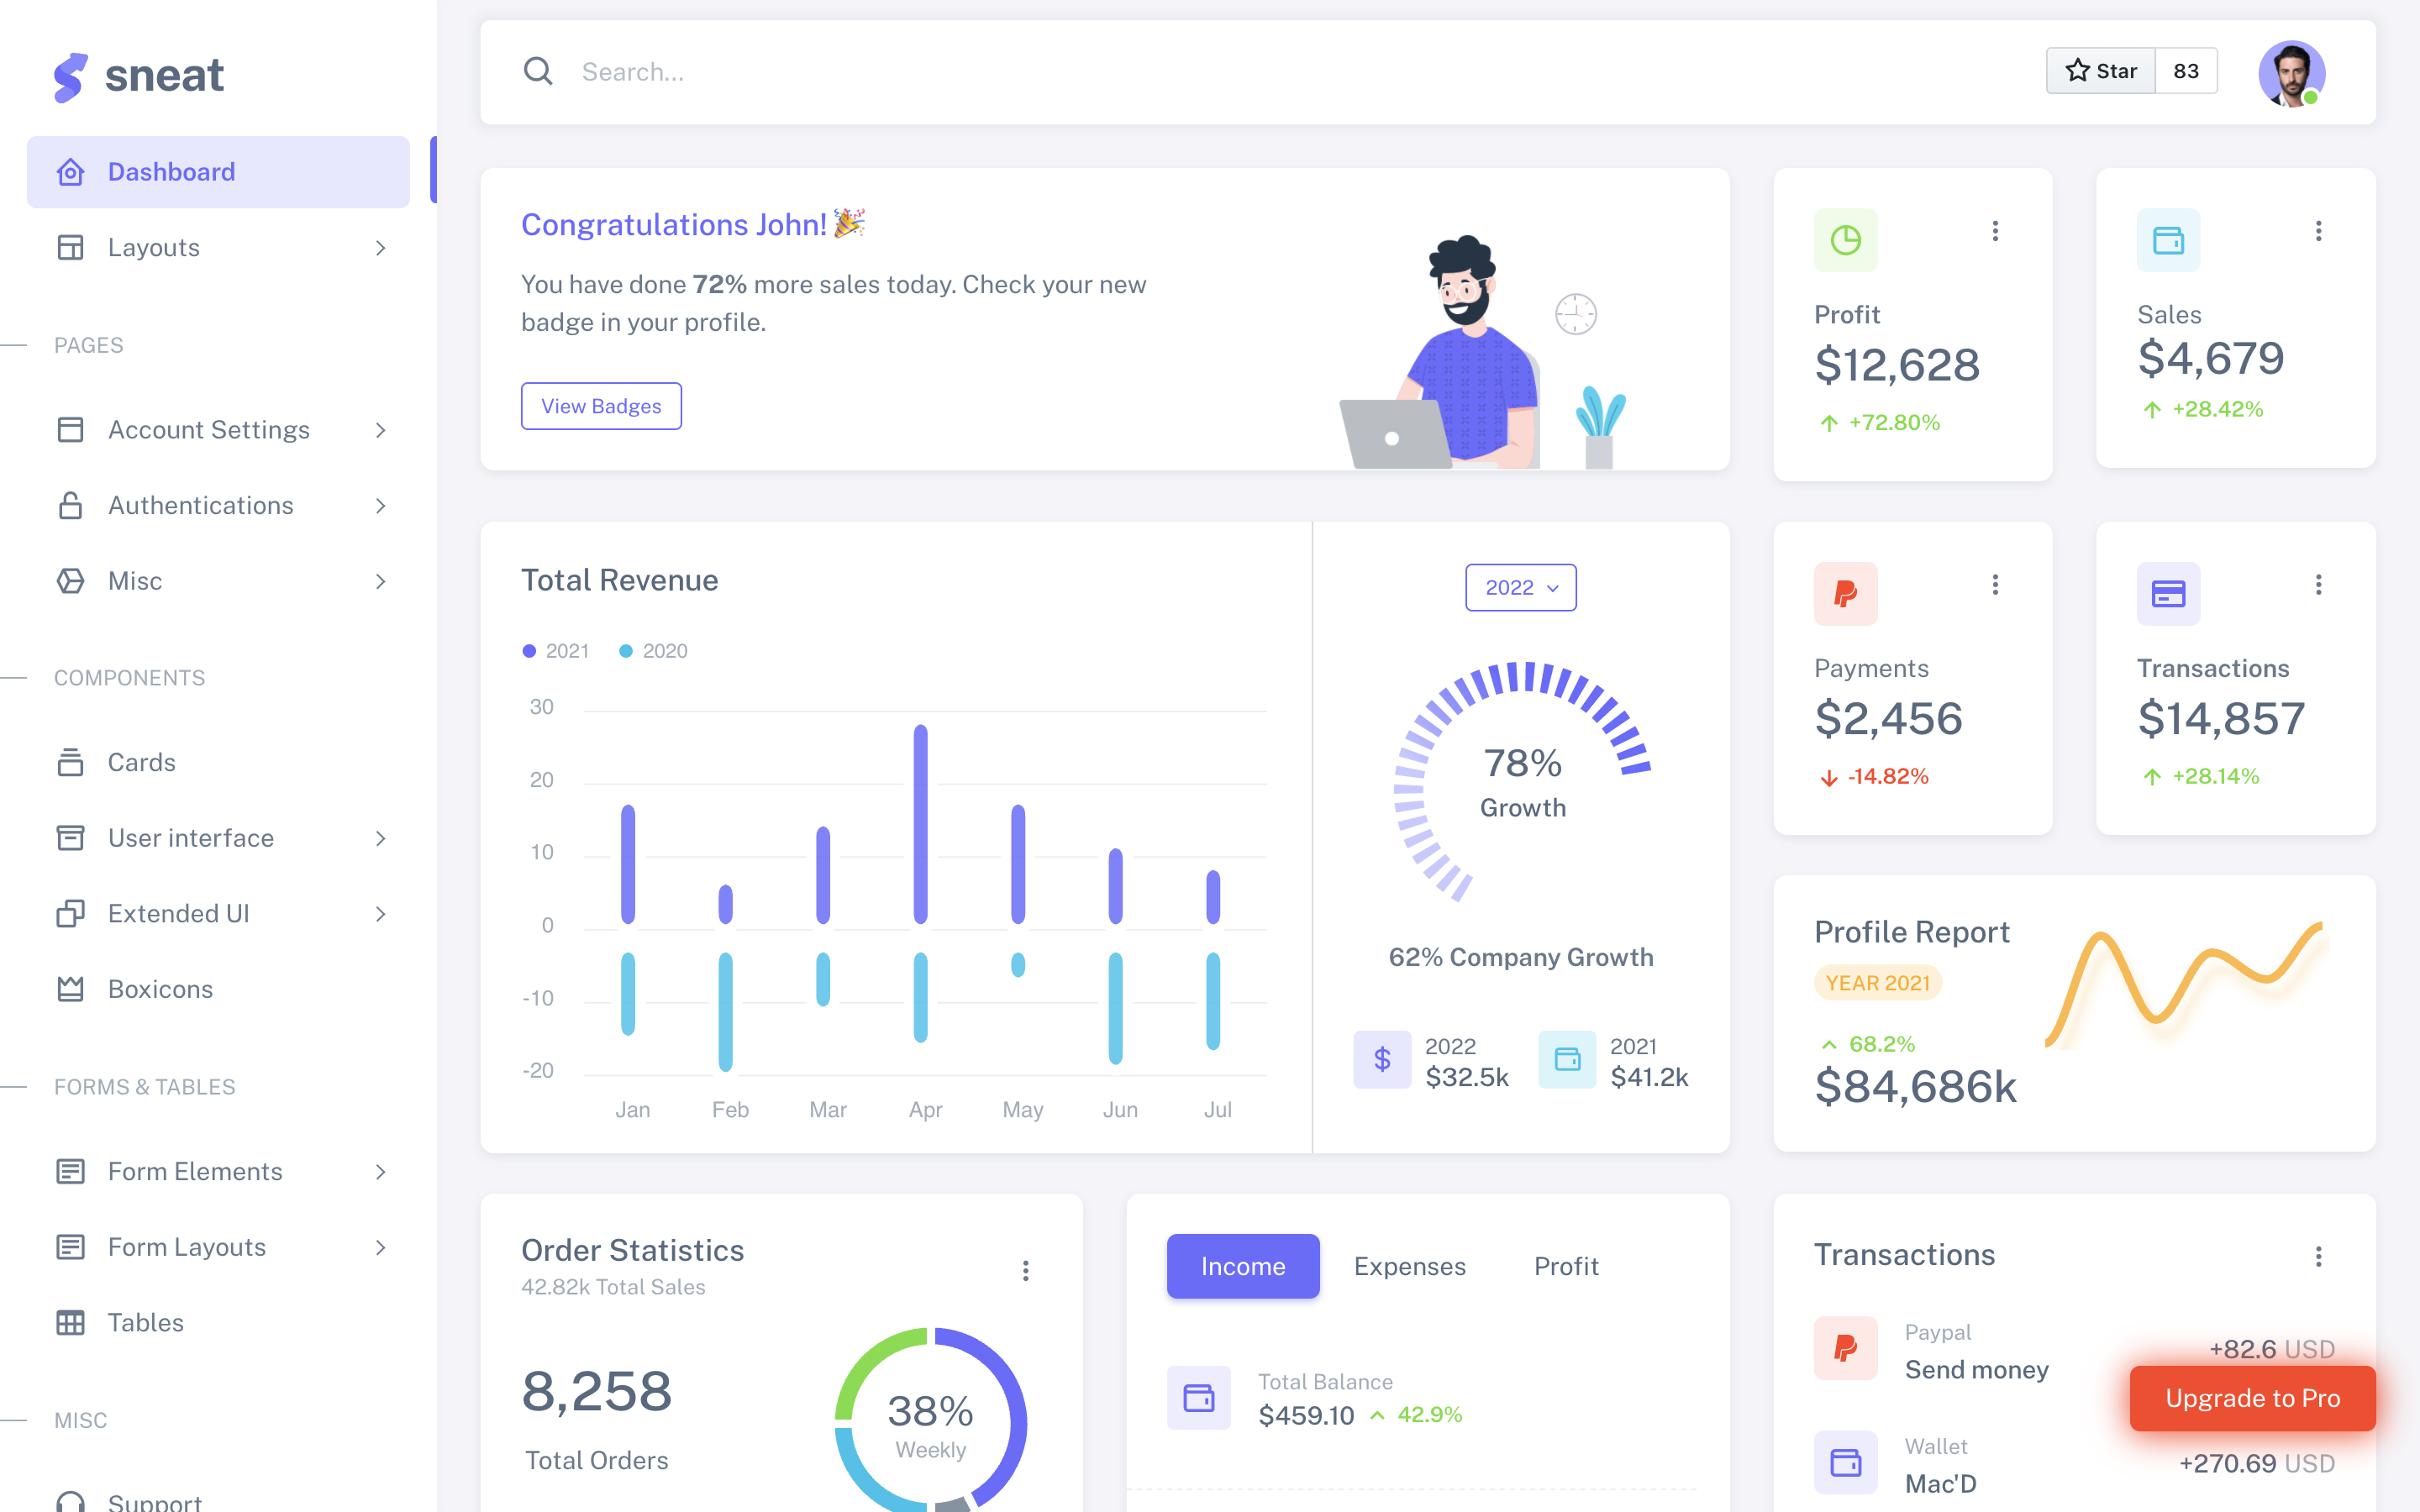 sneat
Dashboard
Layouts
PAGES
Account Settings
Authentications
Misc
COMPONENTS
Cards
User interface
Extended UI
Boxicons
FORMS & TABLES
Form Elements
Form Layouts
Tables
MISC
Support
Search...
Star 83
Congratulations John! 🎉
You have done 72% more sales today. Check your new
badge in your profile.
View Badges
Profit
$12,628
+72.80%
Sales
$4,679
+28.42%
Total Revenue
2021 2020
30
20
10
0
-10
-20
Jan Feb Mar Apr May Jun Jul
2022
78%
Growth
62% Company Growth
2022
$32.5k
2021
$41.2k
Payments
$2,456
-14.82%
Transactions
$14,857
+28.14%
Profile Report
YEAR 2021
68.2%
$84,686k
Order Statistics
42.82k Total Sales
8,258
Total Orders
38%
Weekly
Income Expenses Profit
Total Balance
$459.10 42.9%
Transactions
Paypal
Send money
+82.6 USD
Upgrade to Pro
Wallet
Mac'D
+270.69 USD